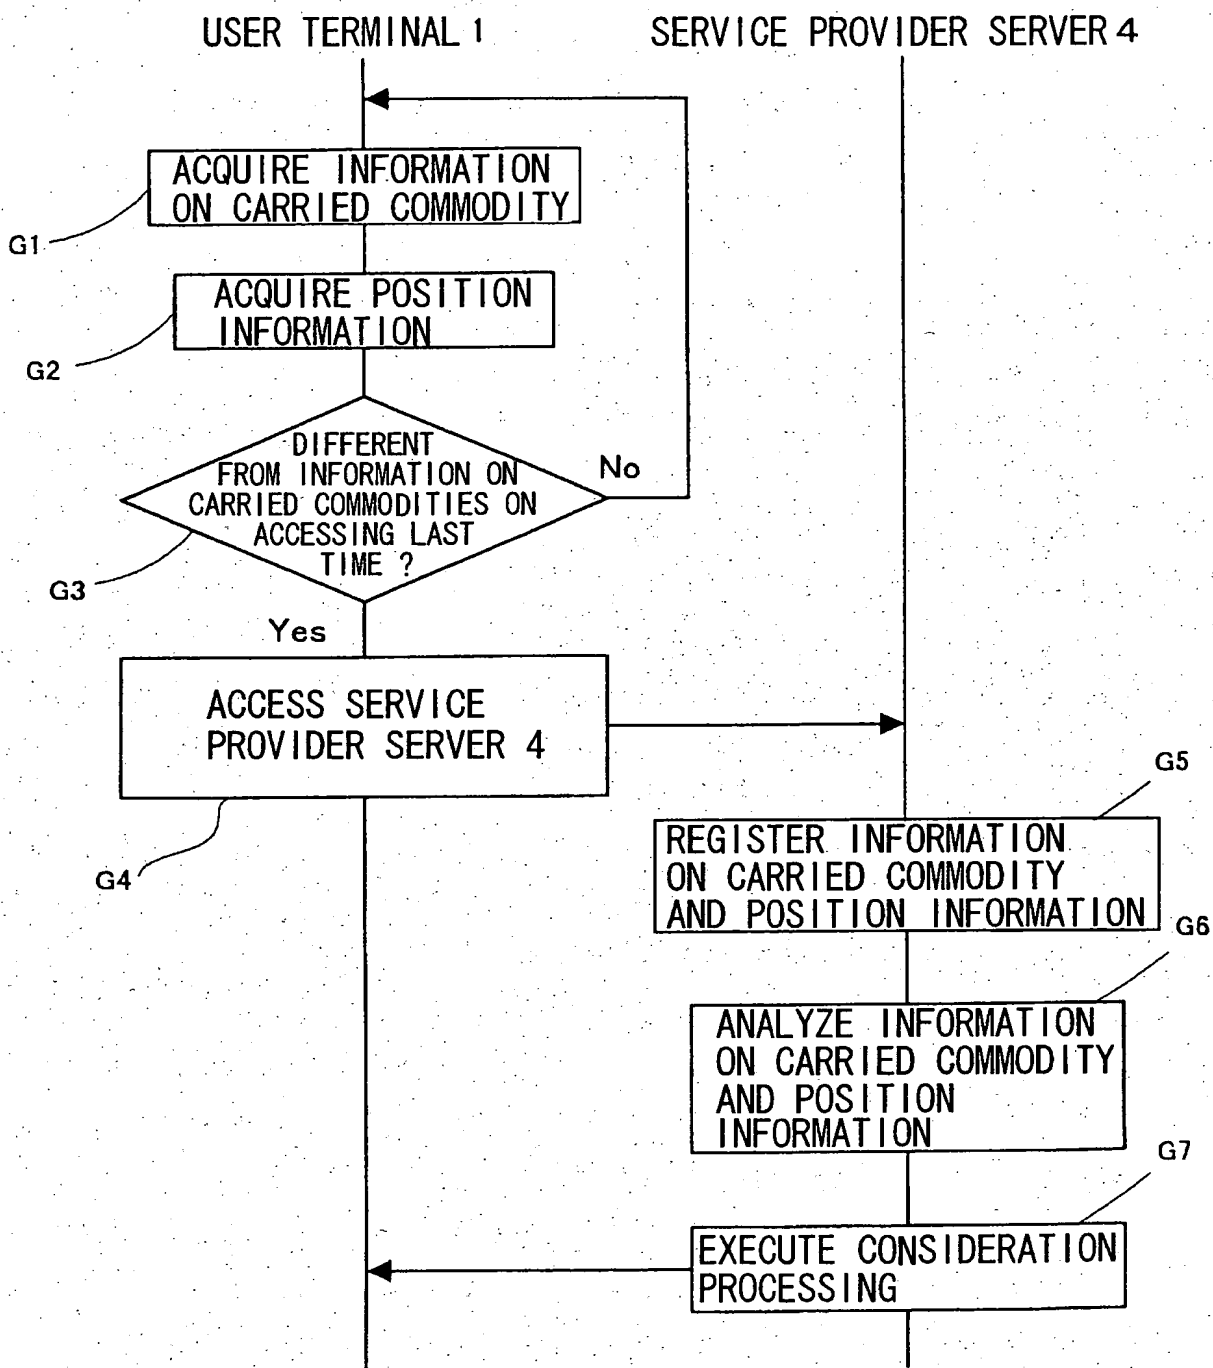 USER TERMINAL 1
SERVICE PROVIDER SERVER 4
ACQUIRE INFORMATION
ON CARRIED COMMODITY
G1
ACQUIRE POSITION
INFORMATION
G2
DIFFERENT
FROM INFORMATION ON
CARRIED COMMODITIES ON
ACCESSING LAST
TIME ?
No
G3
Yes
ACCESS SERVICE
PROVIDER SERVER 4
G4
G5
REGISTER INFORMATION
ON CARRIED COMMODITY
AND POSITION INFORMATION
G6
ANALYZE INFORMATION
ON CARRIED COMMODITY
AND POSITION
INFORMATION
G7
EXECUTE CONSIDERATION
PROCESSING